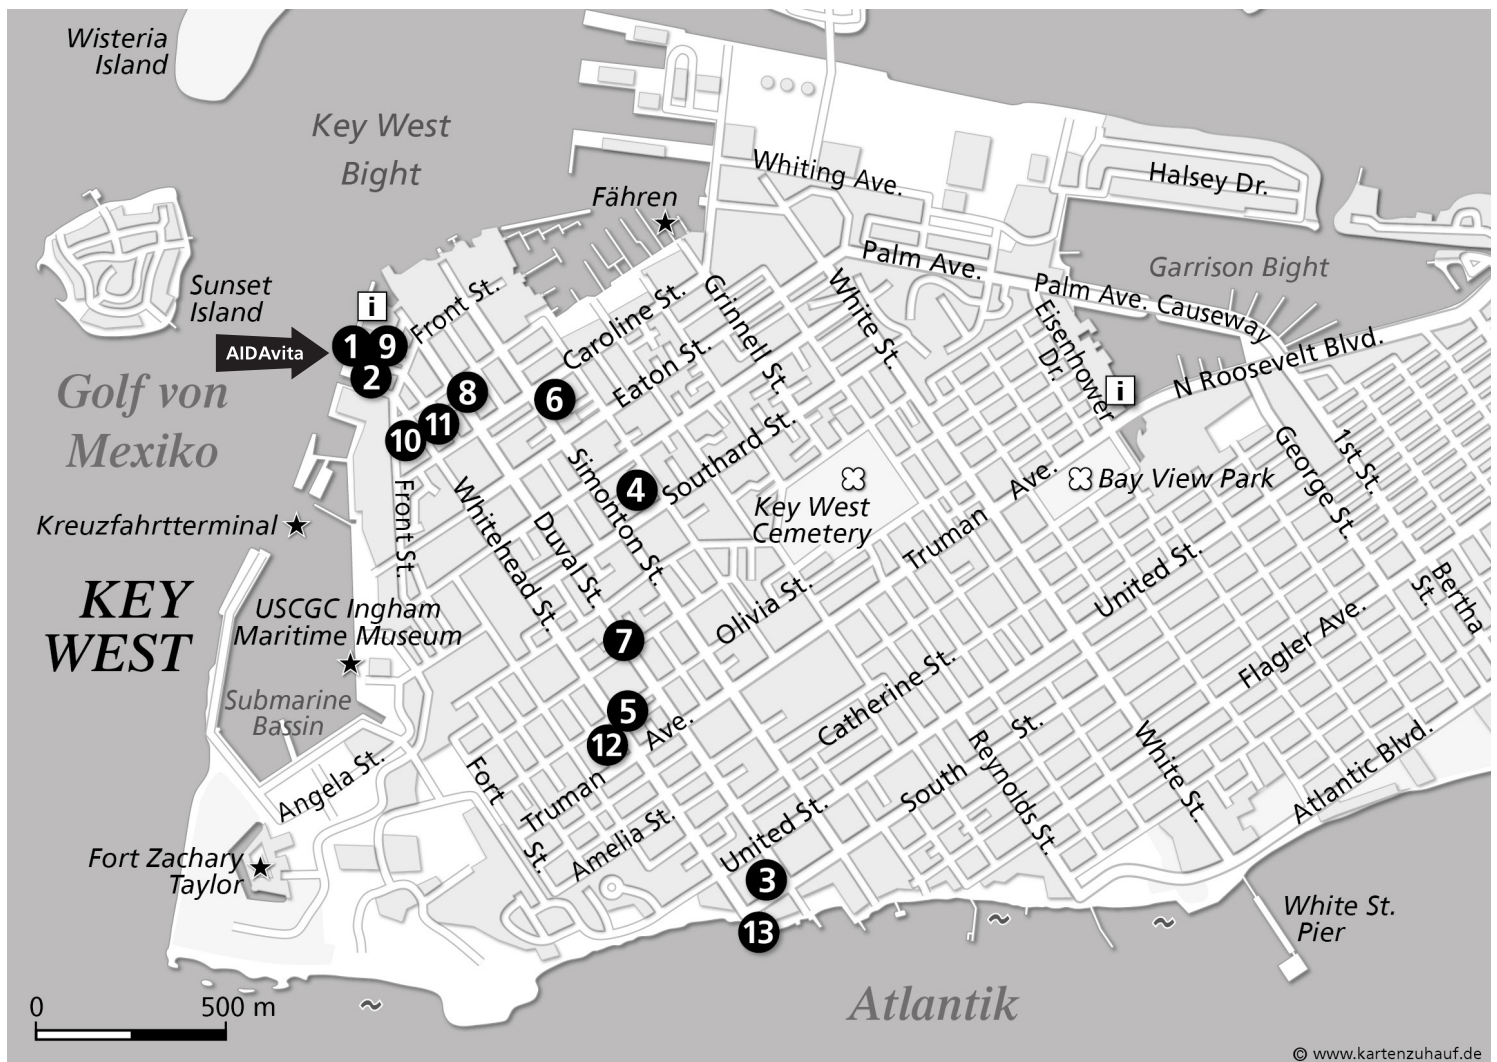 Wisteria
Island
Key West
Bight
Fähren
Whiting Ave.
Halsey Dr.
Sunset
Island
i
Front St.
Palm Ave.
Garrison Bight
Palm Ave. Causeway
AIDAvita
1
9
2
Caroline St.
Grinnell St.
White St.
Eisenhower
Dr.
N Roosevelt Blvd.
i
Golf von
Mexiko
8
6
11
10
Eaton St.
Southard St.
4
Simonton St.
Key West
Cemetery
Ave.
Bay View Park
George St.
1st St.
Kreuzfahrtterminal
Front St.
Whitehead St.
Duval St.
Truman
United St.
Bertha
St.
KEY
WEST
USCGC Ingham
Maritime Museum
Olivia St.
7
Flagler Ave.
Submarine
Bassin
5
12
Truman Ave.
Catherine St.
Angela St.
Fort St.
Amelia St.
United St.
South St.
Reynolds St.
White St.
Atlantic Blvd.
Fort Zachary
Taylor
3
13
White St.
Pier
Atlantik
0 500 m
© www.kartenzuhauf.de